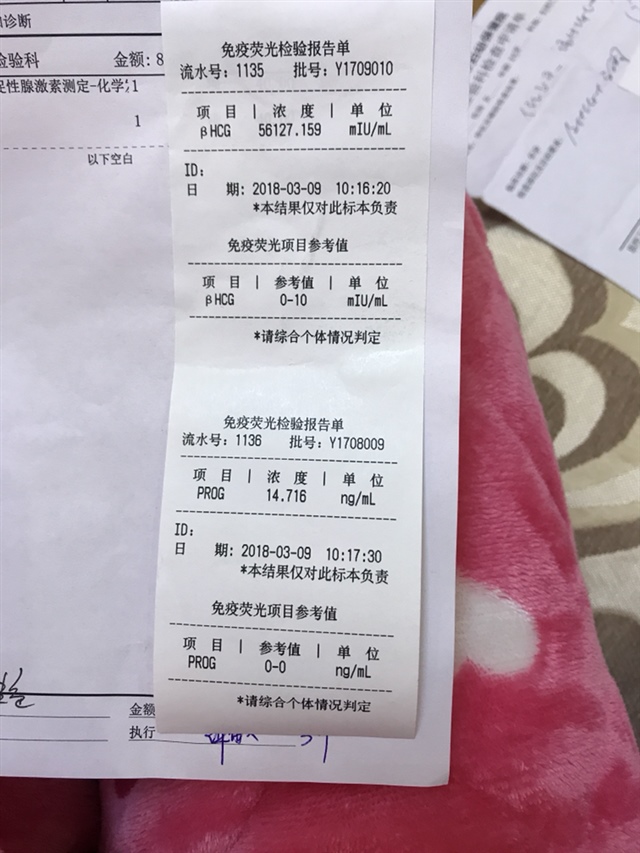 诊断
检验科 金额: 8
性腺激素测定-化学 1
1
以下空白
免疫荧光检验报告单
流水号: 1135 批号: Y1709010
项 目 | 浓 度 | 单 位
βHCG 56127.159 mIU/mL
ID:
日 期: 2018-03-09 10:16:20
*本结果仅对此标本负责
免疫荧光项目参考值
项 目 | 参考值 | 单 位
βHCG 0-10 mIU/mL
*请综合个体情况判定
免疫荧光检验报告单
流水号: 1136 批号: Y1708009
项 目 | 浓 度 | 单 位
PROG 14.716 ng/mL
ID:
日 期: 2018-03-09 10:17:30
*本结果仅对此标本负责
免疫荧光项目参考值
项 目 | 参考值 | 单 位
PROG 0-0 ng/mL
*请综合个体情况判定
金额
执行